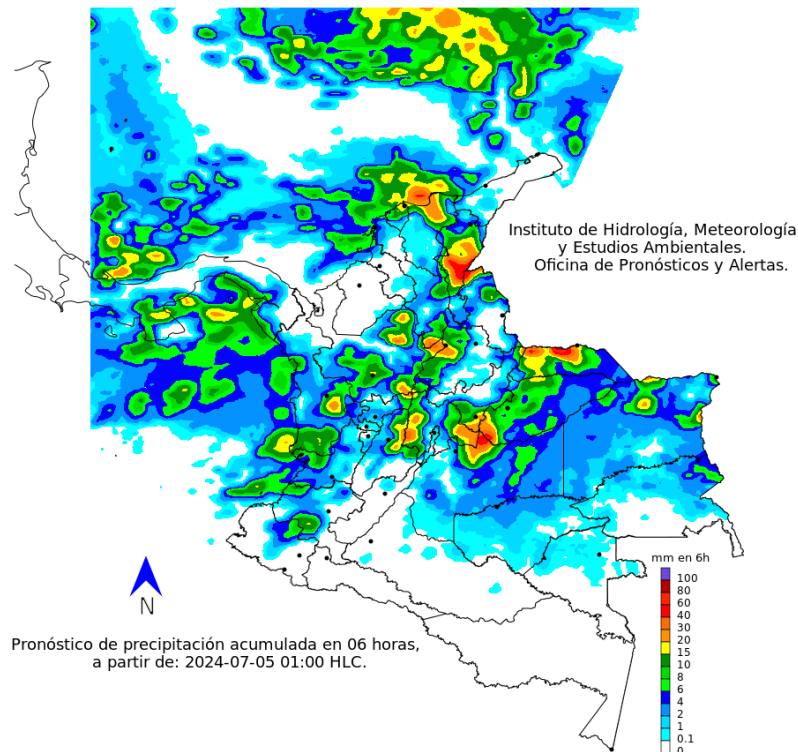 Instituto de Hidrología, Meteorología
y Estudios Ambientales.
Oficina de Pronósticos y Alertas.
mm en 6h
100
80
60
40
30
20
15
10
8
6
4
2
1
0.1
0
N
Pronóstico de precipitación acumulada en 06 horas,
a partir de: 2024-07-05 01:00 HLC.